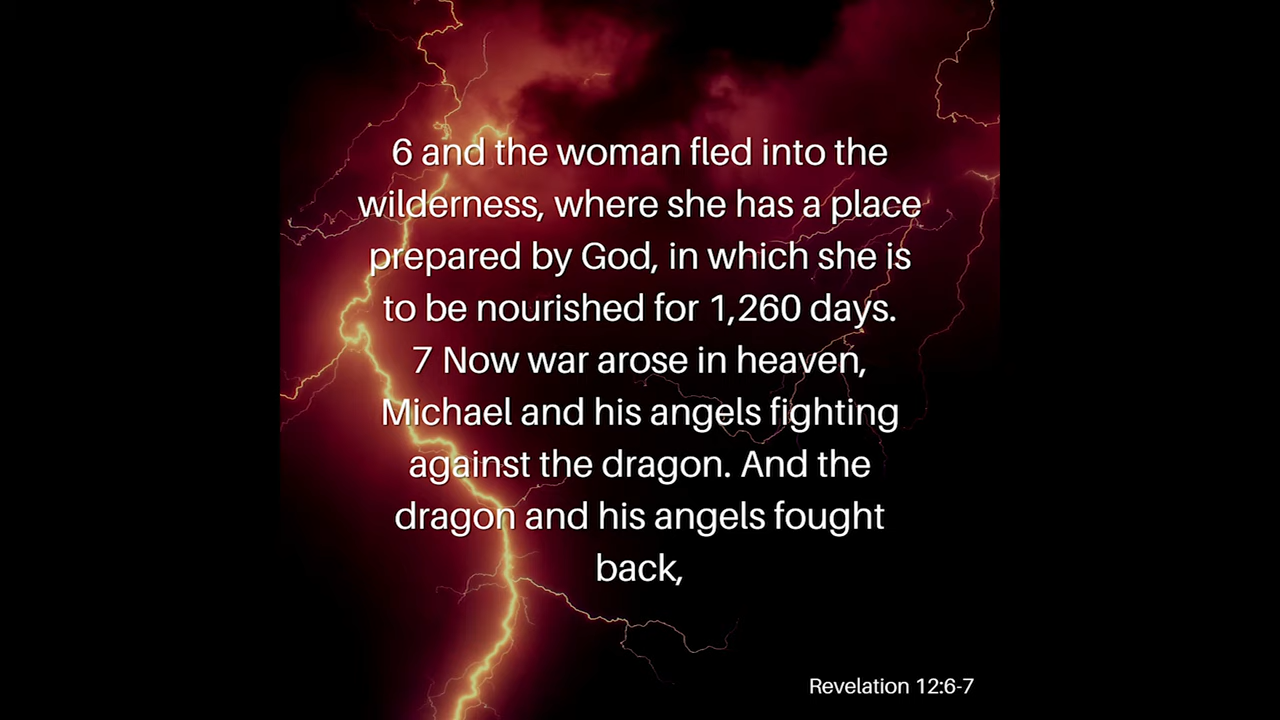 6 and the woman fled into the
wilderness, where she has a place
prepared by God, in which she is
to be nourished for 1,260 days.
7 Now war arose in heaven,
Michael and his angels fighting
against the dragon. And the
dragon and his angels fought
back,
Revelation 12:6-7